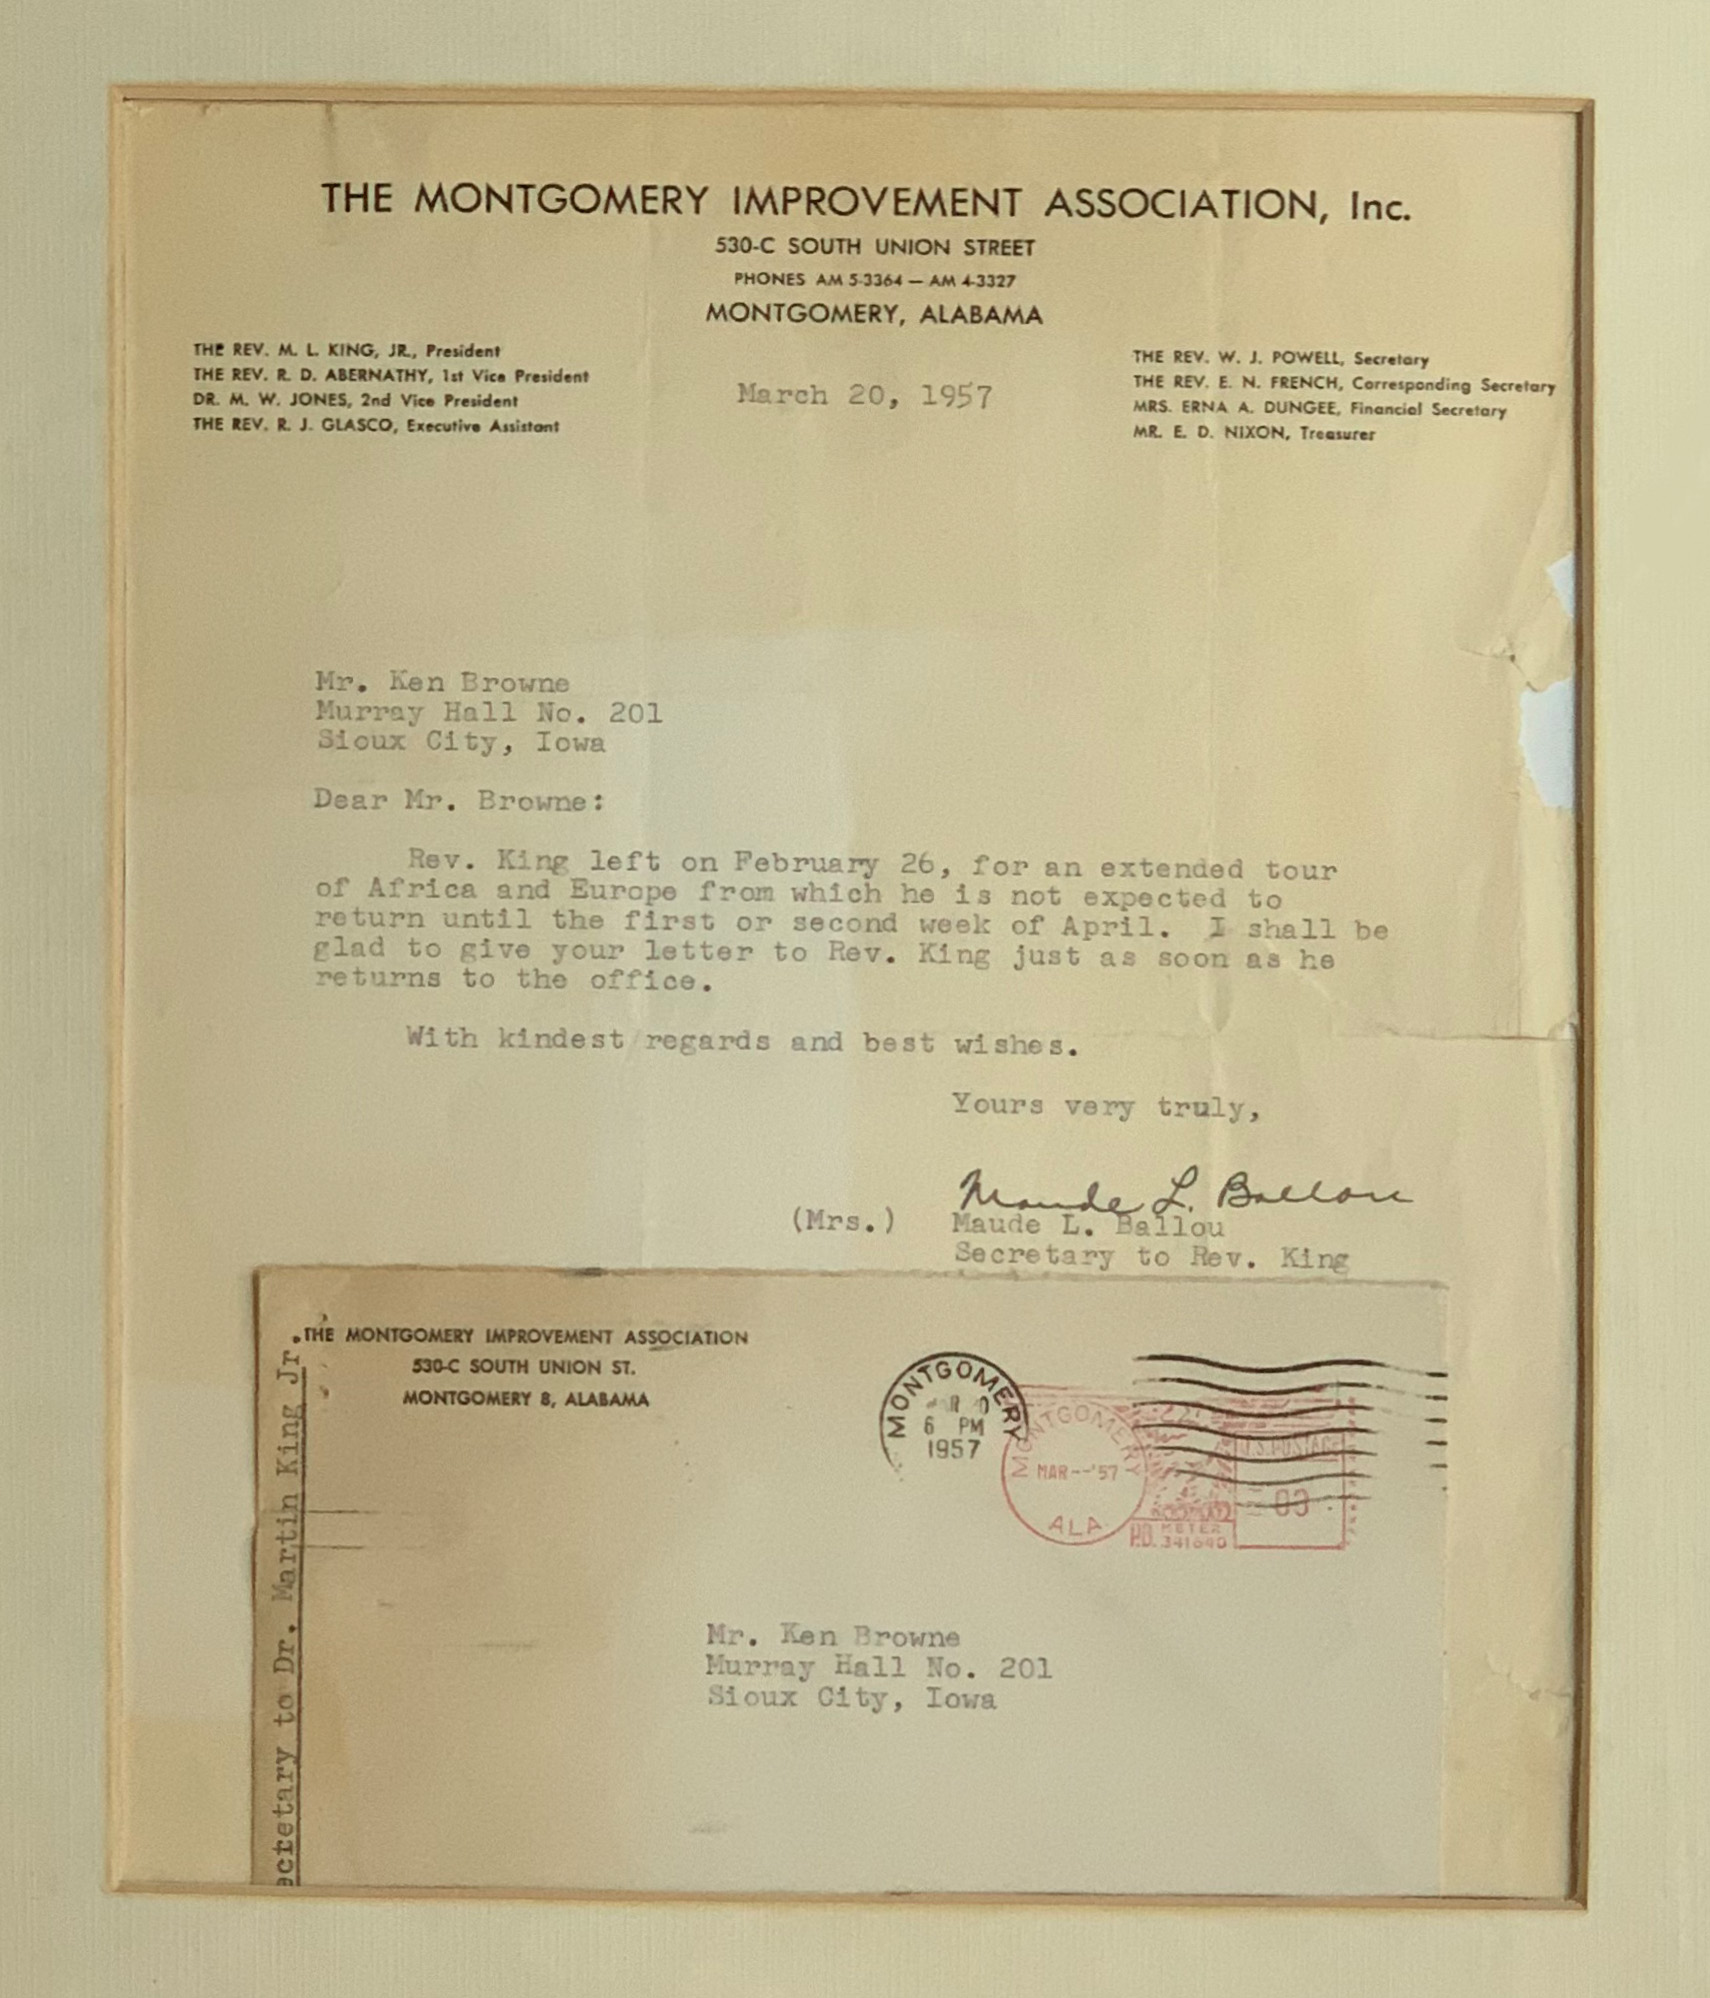 THE MONTGOMERY IMPROVEMENT ASSOCIATION, Inc.
530-C SOUTH UNION STREET
PHONES AM 5-3364 — AM 4-3327
MONTGOMERY, ALABAMA
THE REV. M. L. KING, JR., President
THE REV. R. D. ABERNATHY, 1st Vice President
DR. M. W. JONES, 2nd Vice President
THE REV. R. J. GLASCO, Executive Assistant
March 20, 1957
THE REV. W. J. POWELL, Secretary
THE REV. E. N. FRENCH, Corresponding Secretary
MRS. ERNA A. DUNGEE, Financial Secretary
MR. E. D. NIXON, Treasurer
Mr. Ken Browne
Murray Hall No. 201
Sioux City, Iowa
Dear Mr. Browne:
Rev. King left on February 26, for an extended tour
of Africa and Europe from which he is not expected to
return until the first or second week of April. I shall be
glad to give your letter to Rev. King just as soon as he
returns to the office.
With kindest regards and best wishes.
Yours very truly,
Maude L. Ballou
(Mrs.) Maude L. Ballou
Secretary to Rev. King
THE MONTGOMERY IMPROVEMENT ASSOCIATION
530-C SOUTH UNION ST.
MONTGOMERY 8, ALABAMA
ecretary to Dr. Martin King Jr.
MONTGOMERY
6 PM
1957
MONTGOMERY
MAR--'57
ALA
U.S. POSTAGE
03
P.O. METER
341640
Mr. Ken Browne
Murray Hall No. 201
Sioux City, Iowa